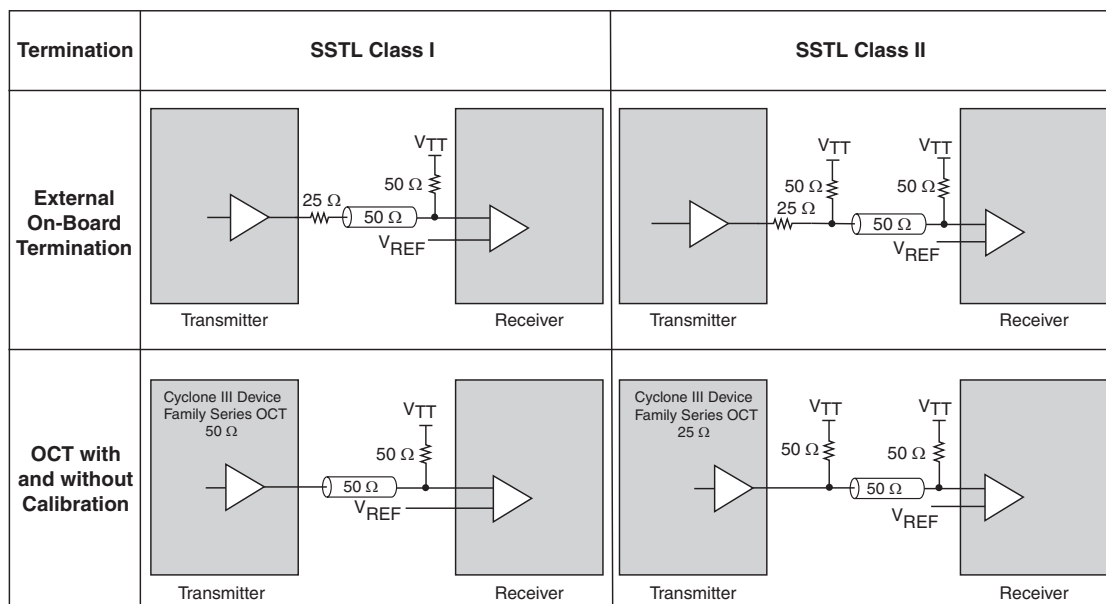 Termination
SSTL Class I
SSTL Class II
External
On-Board
Termination
VTT
50 Ω
25 Ω
50 Ω
VREF
Transmitter
Receiver
VTT
VTT
50 Ω
50 Ω
25 Ω
50 Ω
VREF
Transmitter
Receiver
OCT with
and without
Calibration
Cyclone III Device
Family Series OCT
50 Ω
VTT
50 Ω
50 Ω
VREF
Transmitter
Receiver
Cyclone III Device
Family Series OCT
25 Ω
VTT
VTT
50 Ω
50 Ω
50 Ω
VREF
Transmitter
Receiver